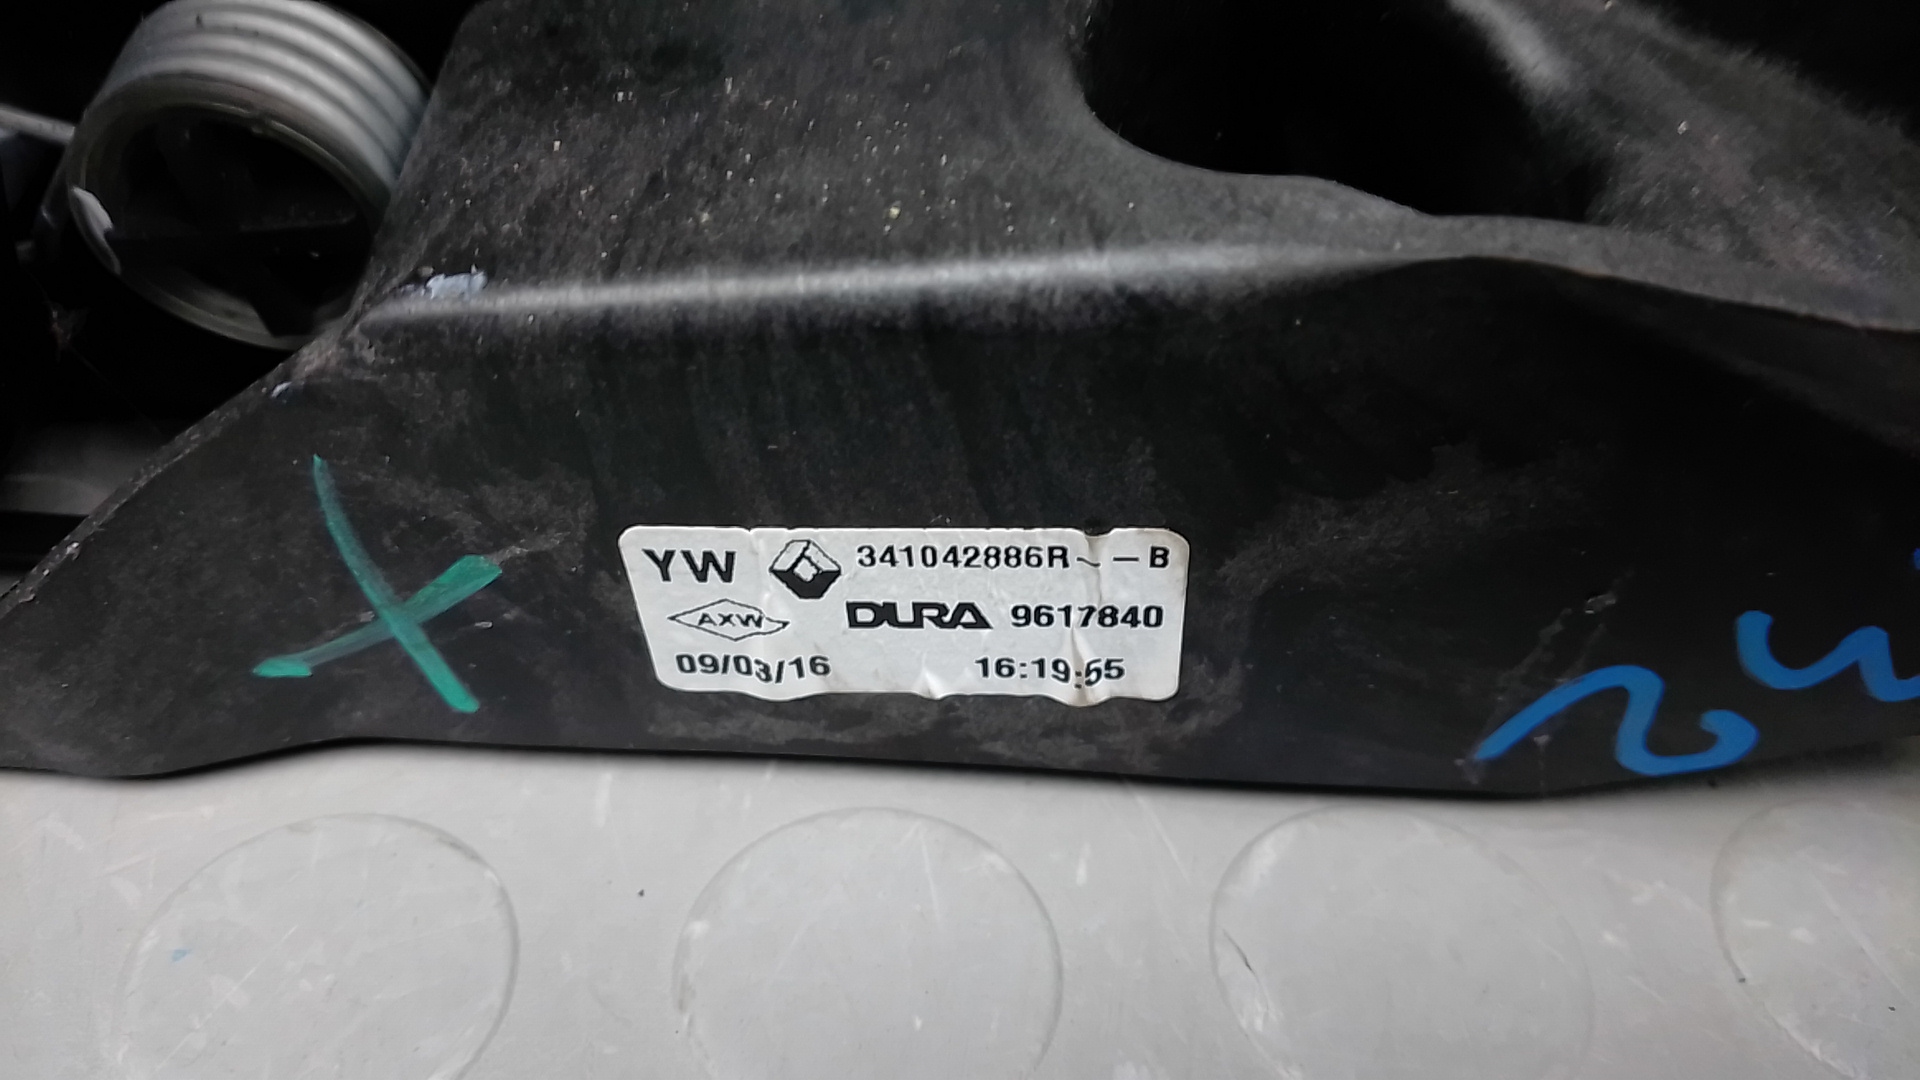 YW 341042886R~ - B
AXW DURA 9617840
09/03/16 16:19:55